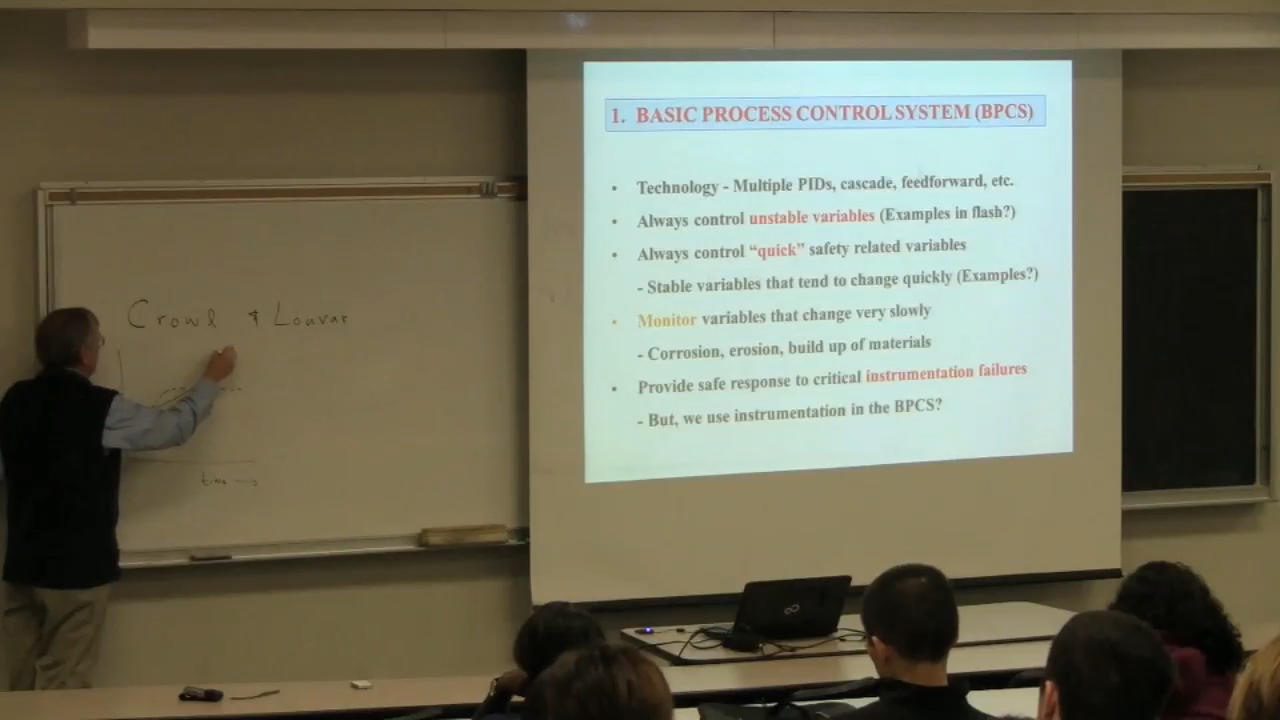 Crowl & Louvar
time →
1. BASIC PROCESS CONTROL SYSTEM (BPCS)
• Technology - Multiple PIDs, cascade, feedforward, etc.
• Always control unstable variables (Examples in flash?)
• Always control “quick” safety related variables
- Stable variables that tend to change quickly (Examples?)
• Monitor variables that change very slowly
- Corrosion, erosion, build up of materials
• Provide safe response to critical instrumentation failures
- But, we use instrumentation in the BPCS?